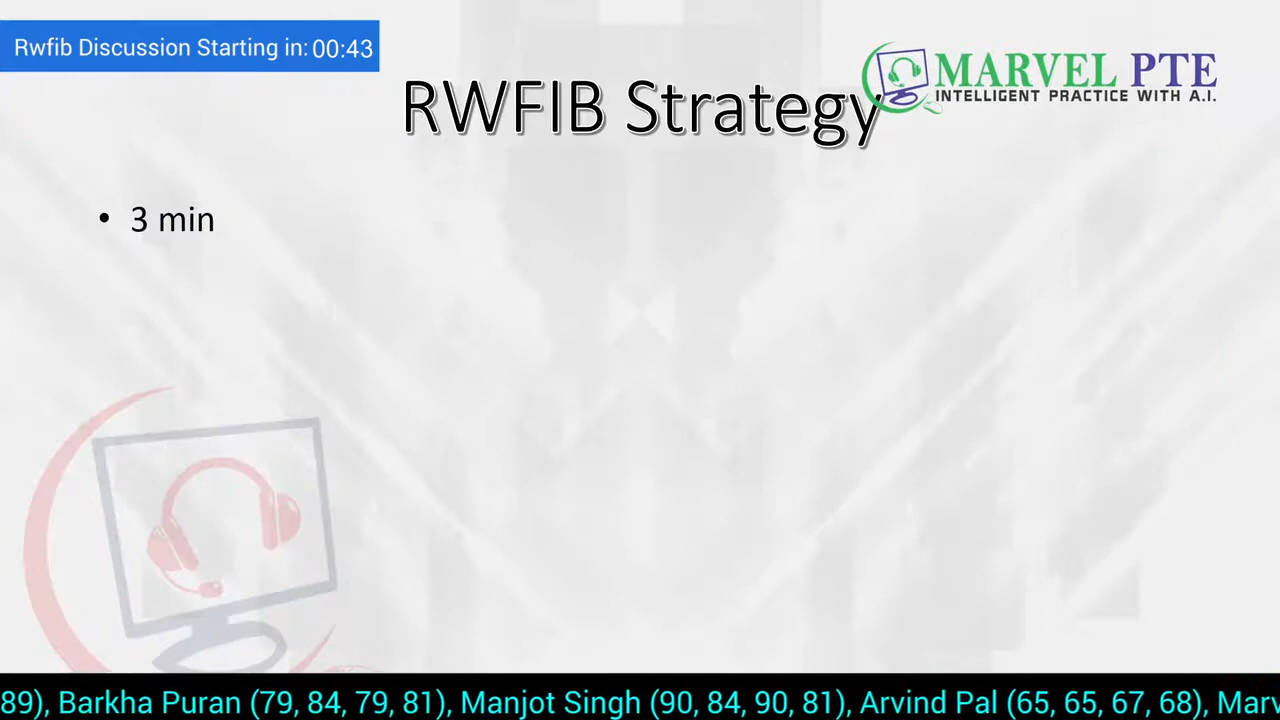 Rwfib Discussion Starting in: 00:43
MARVEL PTE
INTELLIGENT PRACTICE WITH A.I.
RWFIB Strategy
• 3 min
89), Barkha Puran (79, 84, 79, 81), Manjot Singh (90, 84, 90, 81), Arvind Pal (65, 65, 67, 68), Marv